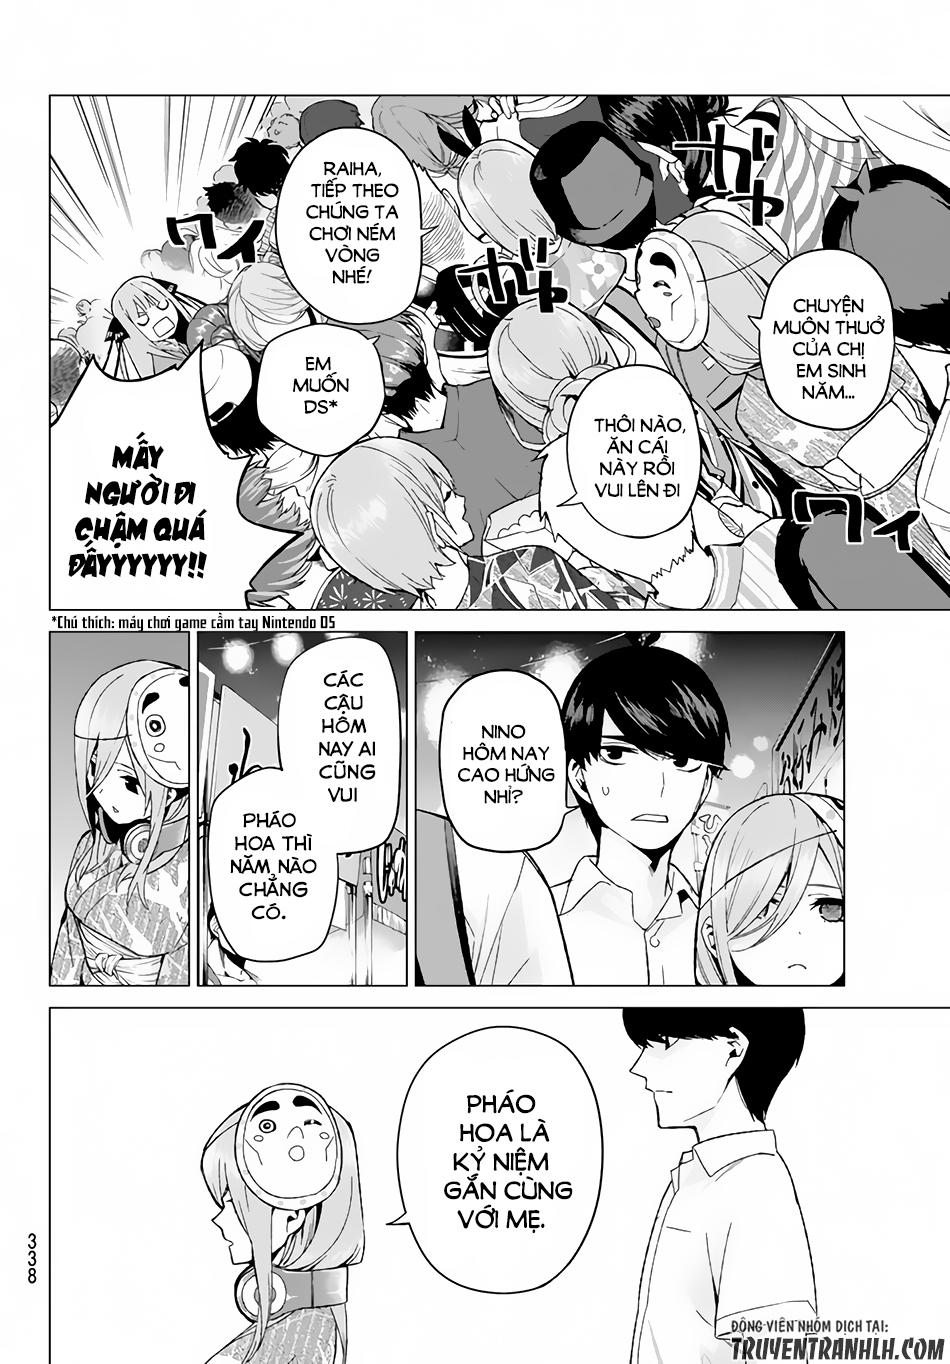 CHUYỆN
MUÔN THUỞ
CỦA CHỊ
EM SINH
NĂM...
THÔI NÀO,
ĂN CÁI
NÀY RỒI
VUI LÊN ĐI
RAIHA,
TIẾP THEO
CHÚNG TA
CHƠI NÉM
VÒNG
NHÉ!
EM
MUỐN
DS*
MẤY
NGƯỜI ĐI
CHẬM QUÁ
ĐẤYYYYYY!!
ワイ
ガヤ
ガヤ
ワイ
*Chú thích: máy chơi game cầm tay Nintendo DS
NINO
HÔM NAY
CAO HỨNG
NHỈ?
CÁC
CẬU
HÔM
NAY AI
CŨNG
VUI
PHÁO
HOA THÌ
NĂM NÀO
CHẲNG
CÓ.
PHÁO
HOA LÀ
KỶ NIỆM
GẮN CÙNG
VỚI MẸ.
338
ĐỘNG VIÊN NHÓM DỊCH TẠI:
TRUYENTRANHLH.COM